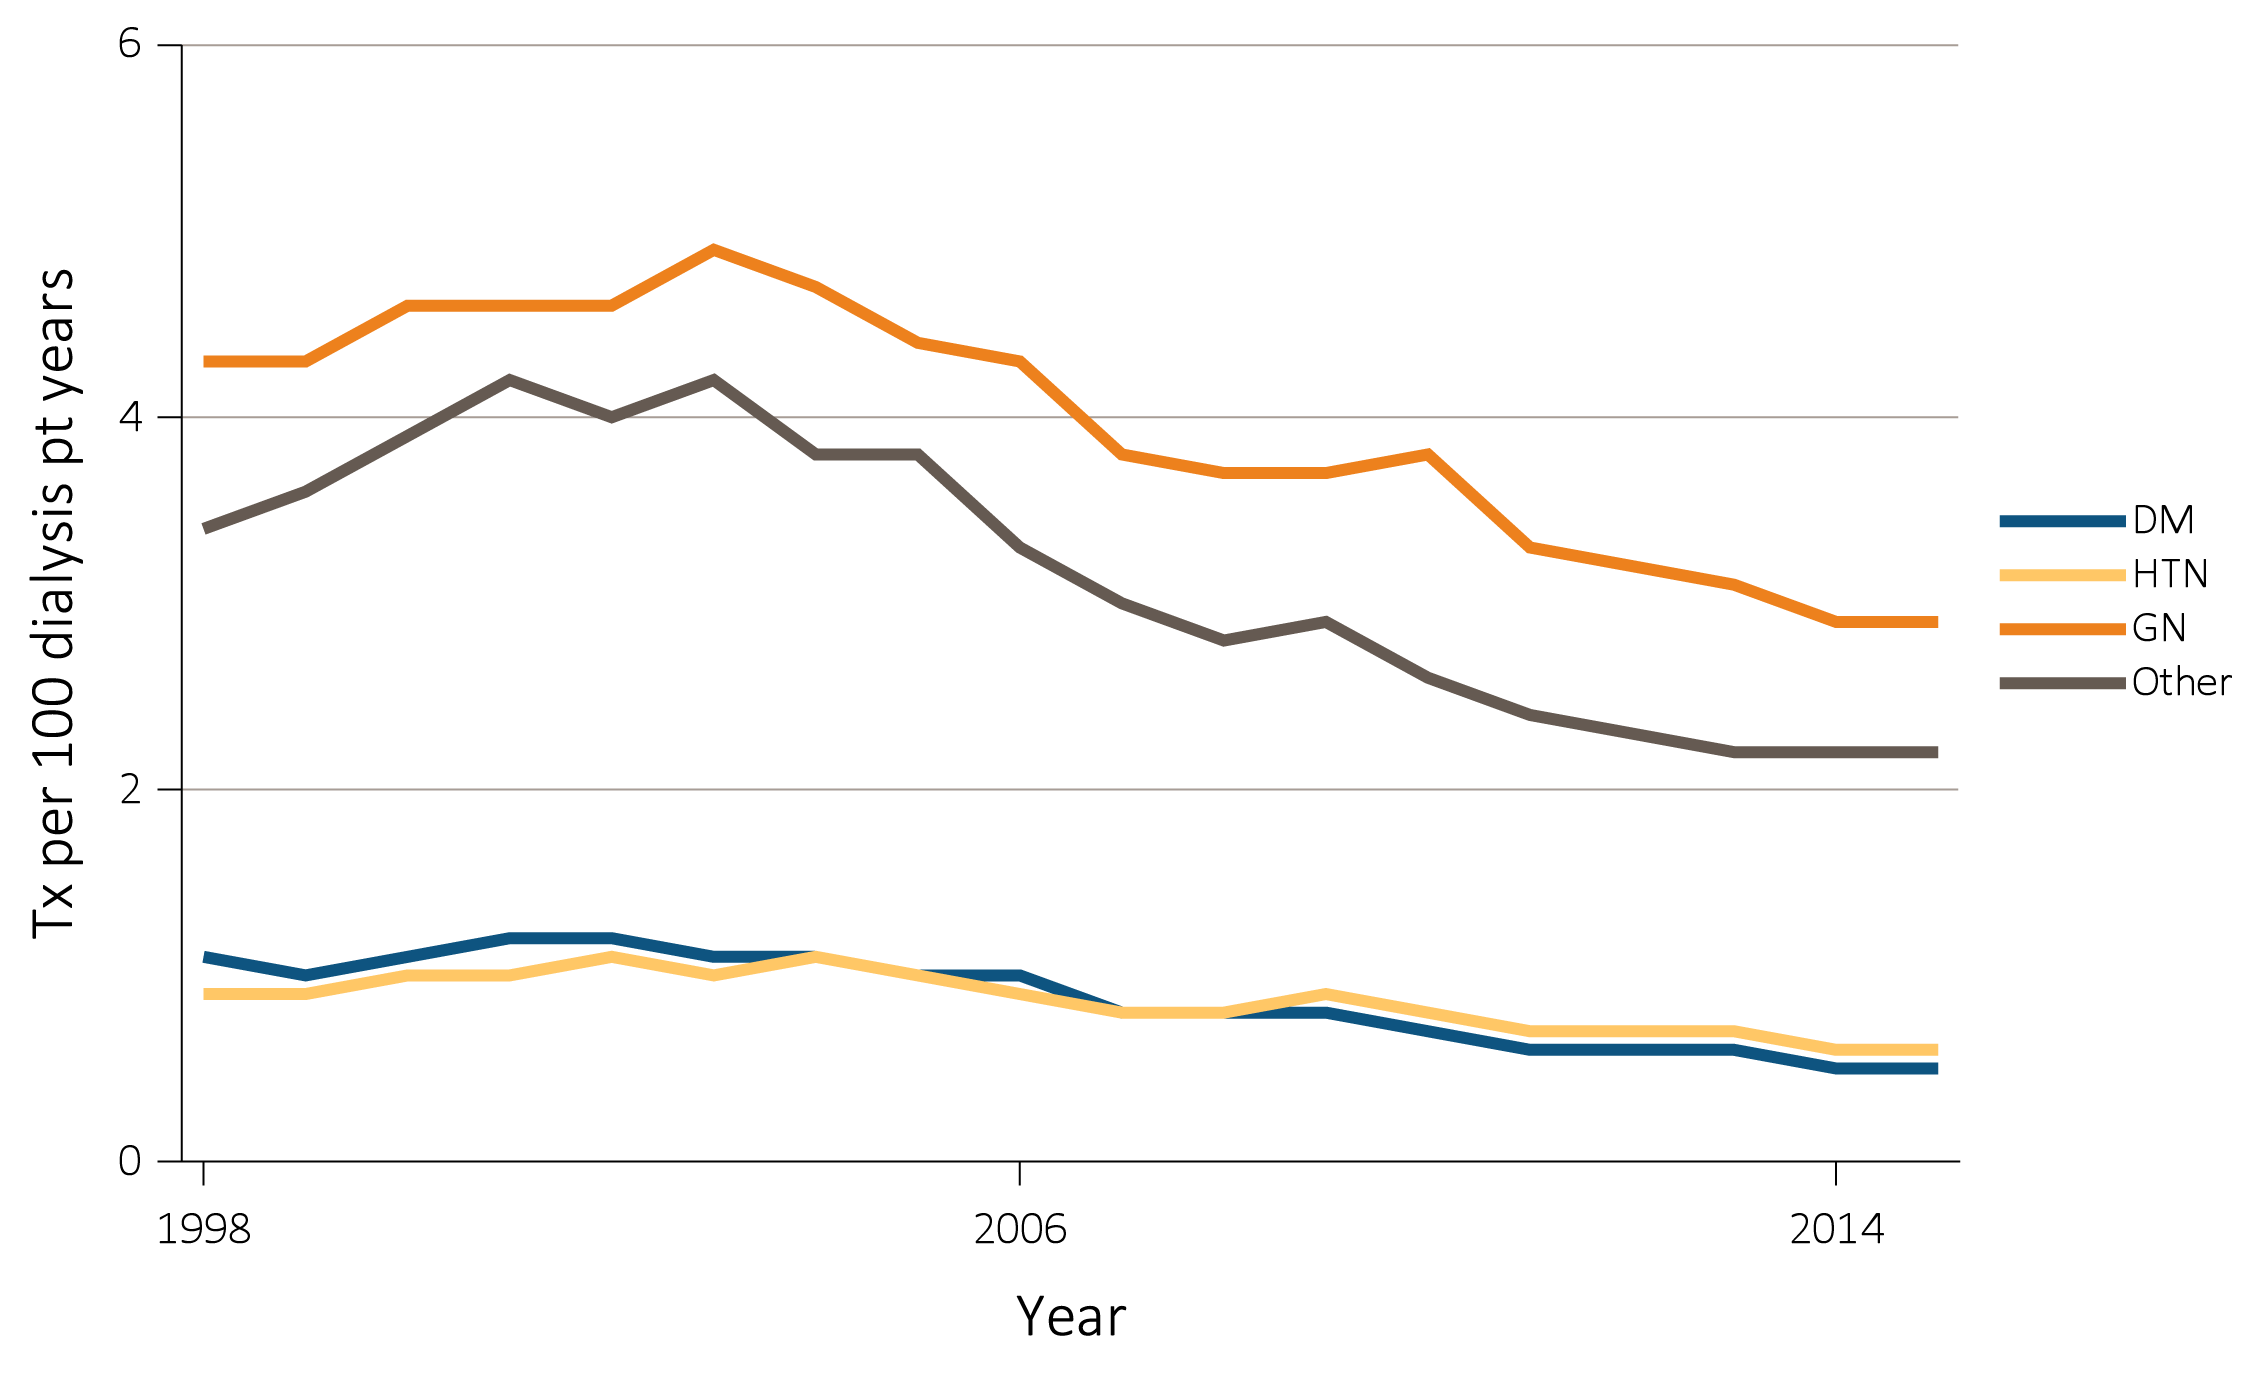 Tx per 100 dialysis pt years
6
4
2
0
1998
2006
2014
Year
DM
HTN
GN
Other